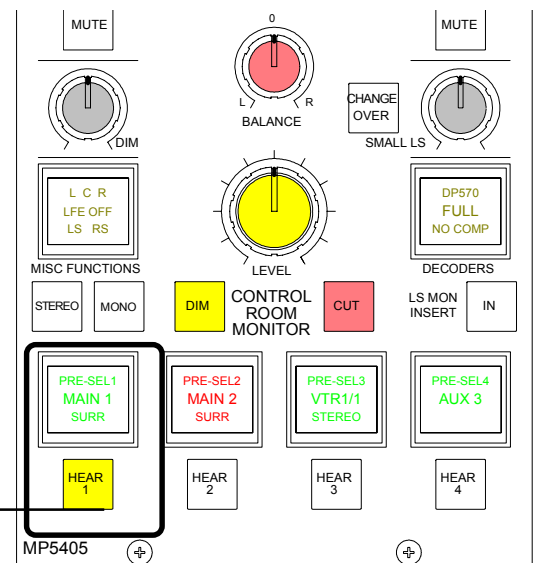 MUTE
0
MUTE
L
R
BALANCE
CHANGE
OVER
DIM
SMALL LS
L C R
LFE OFF
LS RS
DP570
FULL
NO COMP
MISC FUNCTIONS
LEVEL
DECODERS
STEREO
MONO
DIM
CONTROL
ROOM
MONITOR
CUT
LS MON
INSERT
IN
PRE-SEL1
MAIN 1
SURR
PRE-SEL2
MAIN 2
SURR
PRE-SEL3
VTR1/1
STEREO
PRE-SEL4
AUX 3
HEAR
1
HEAR
2
HEAR
3
HEAR
4
MP5405